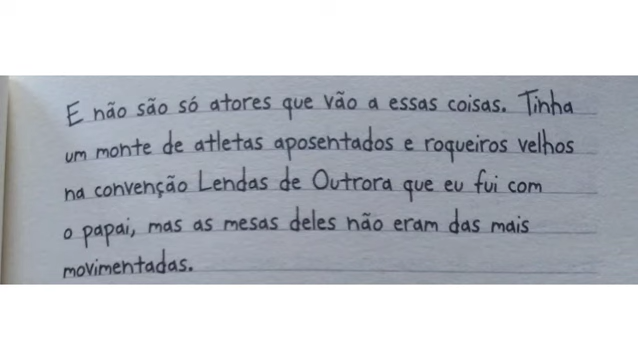 E não são só atores que vão a essas coisas. Tinha
um monte de atletas aposentados e roqueiros velhos
na convenção Lendas de Outrora que eu fui com
o papai, mas as mesas deles não eram das mais
movimentadas.